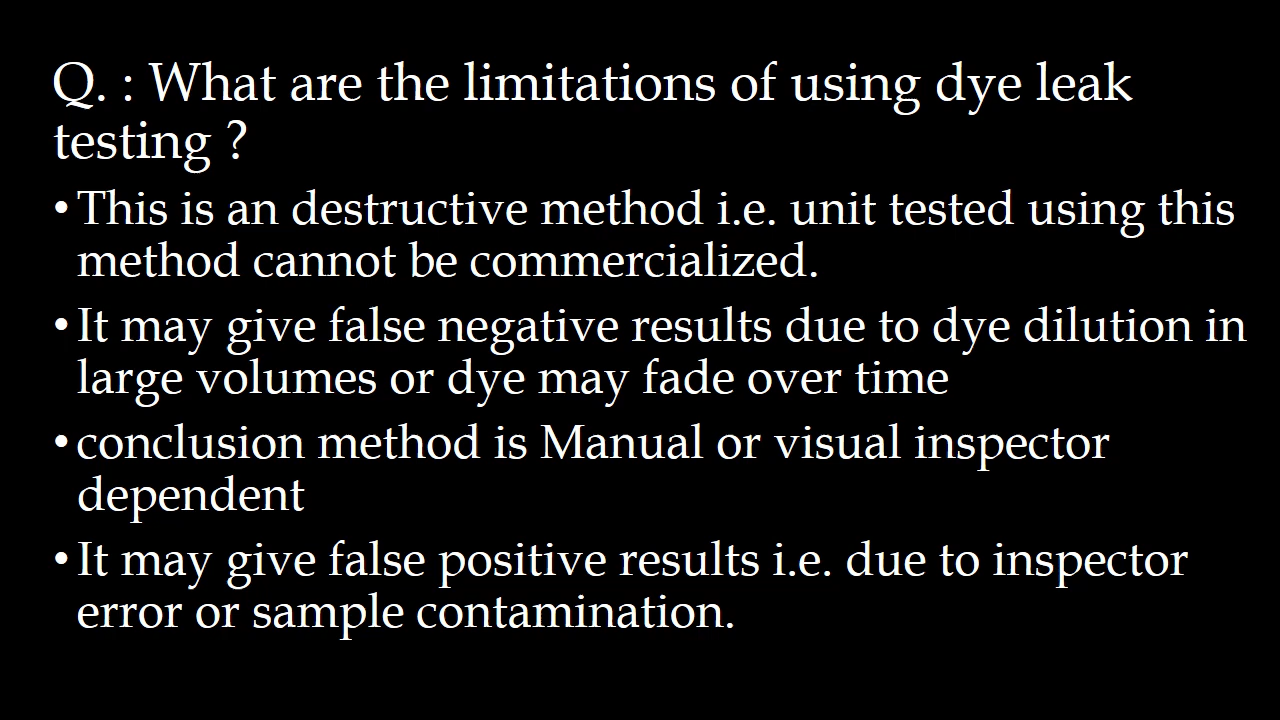 Q. : What are the limitations of using dye leak
testing ?
• This is an destructive method i.e. unit tested using this
method cannot be commercialized.
• It may give false negative results due to dye dilution in
large volumes or dye may fade over time
• conclusion method is Manual or visual inspector
dependent
• It may give false positive results i.e. due to inspector
error or sample contamination.